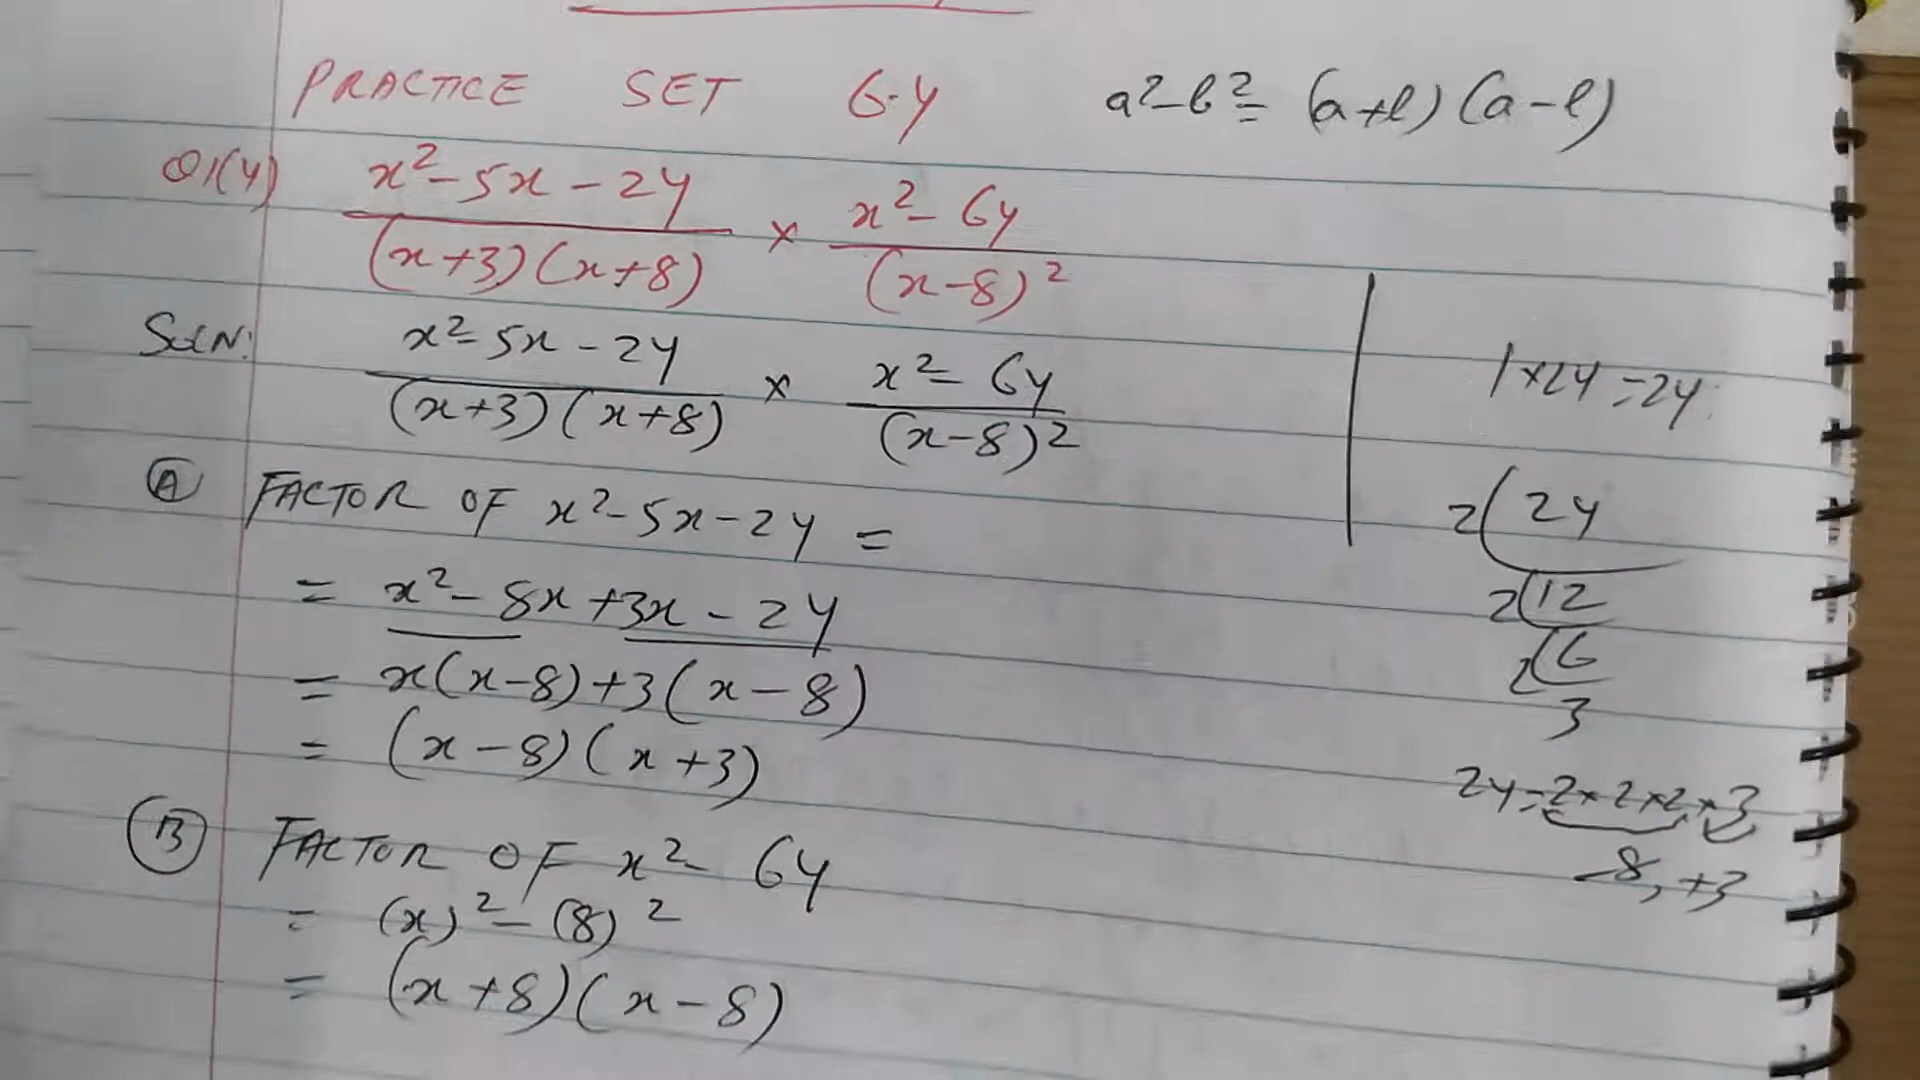 PRACTICE SET 6.4 a²-b² = (a+b)(a-b)
Q1(4) x²-5x-24/(x+3)(x+8) × x²-64/(x-8)²
SOLN: x²-5x-24/(x+3)(x+8) × x²-64/(x-8)²
1×24=24
Ⓐ FACTOR OF x²-5x-24 =
= x²-8x+3x-24
= x(x-8)+3(x-8)
= (x-8)(x+3)
Ⓑ FACTOR OF x²-64
= (x)²-(8)²
= (x+8)(x-8)
2 24
2 12
2 6
3
24=2×2×2×3
-8, +3